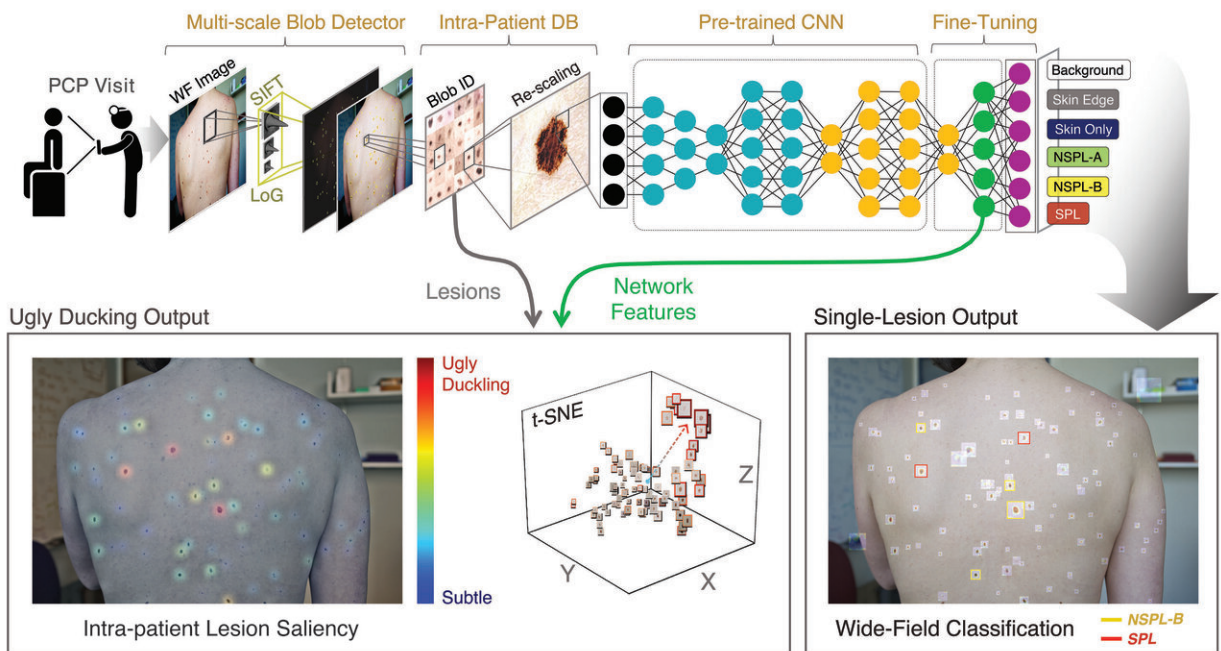 Multi-scale Blob Detector
Intra-Patient DB
Pre-trained CNN
Fine-Tuning
PCP Visit
WF Image
SIFT
LoG
Blob ID
Re-scaling
Background
Skin Edge
Skin Only
NSPL-A
NSPL-B
SPL
Lesions
Network
Features
Ugly Ducking Output
Ugly
Duckling
Subtle
Intra-patient Lesion Saliency
t-SNE
Z
Y
X
Single-Lesion Output
Wide-Field Classification
NSPL-B
SPL